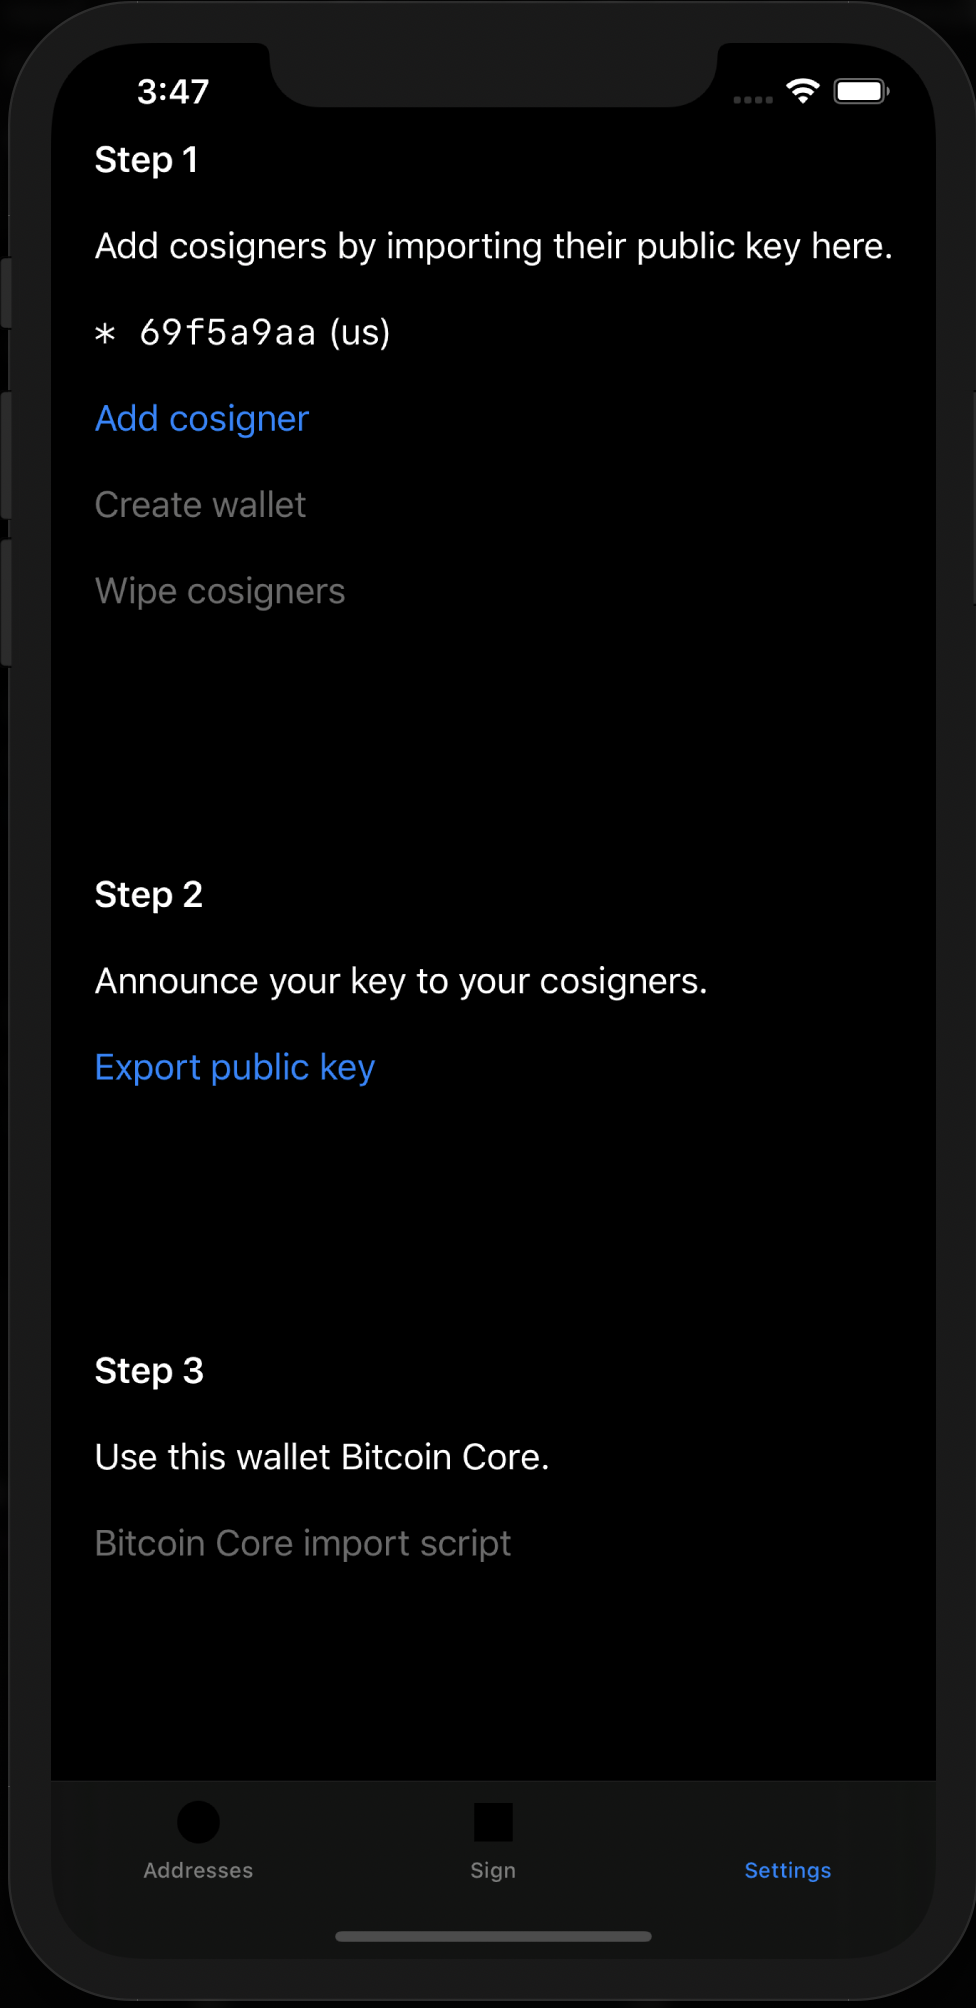 3:47
Step 1
Add cosigners by importing their public key here.
* 69f5a9aa (us)
Add cosigner
Create wallet
Wipe cosigners
Step 2
Announce your key to your cosigners.
Export public key
Step 3
Use this wallet Bitcoin Core.
Bitcoin Core import script
Addresses
Sign
Settings